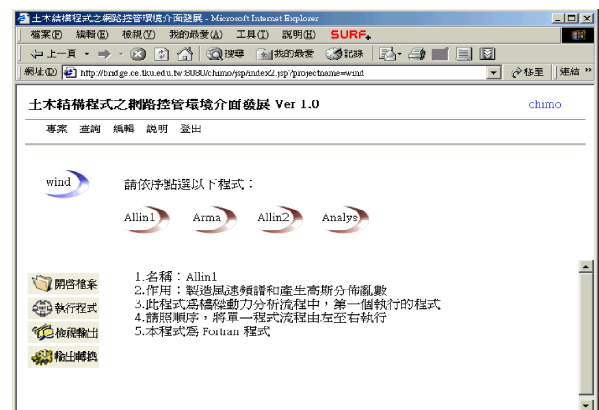 土木結構程式之網路控管環境介面發展 - Microsoft Internet Explorer
檔案(F) 編輯(E) 檢視(V) 我的最愛(A) 工具(T) 說明(H) SURF
上一頁 搜尋 我的最愛 記錄
網址(D) http://bridge.ce.tku.edu.tw:8080/chimo/jsp/index2.jsp?projectname=wind 移至 連結 »
土木結構程式之網路控管環境介面發展 Ver 1.0 chimo
專案 查詢 編輯 說明 登出
wind 請依序點選以下程式：
Allin1 Arma Allin2 Analys
開啓檔案
執行程式
檢視輸出
輸出轉換
1.名稱：Allin1
2.作用：製造風速頻譜和產生高斯分佈亂數
3.此程式為橋樑動力分析流程中，第一個執行的程式
4.請照順序，將單一程式流程由左至右執行
5.本程式為 Fortran 程式